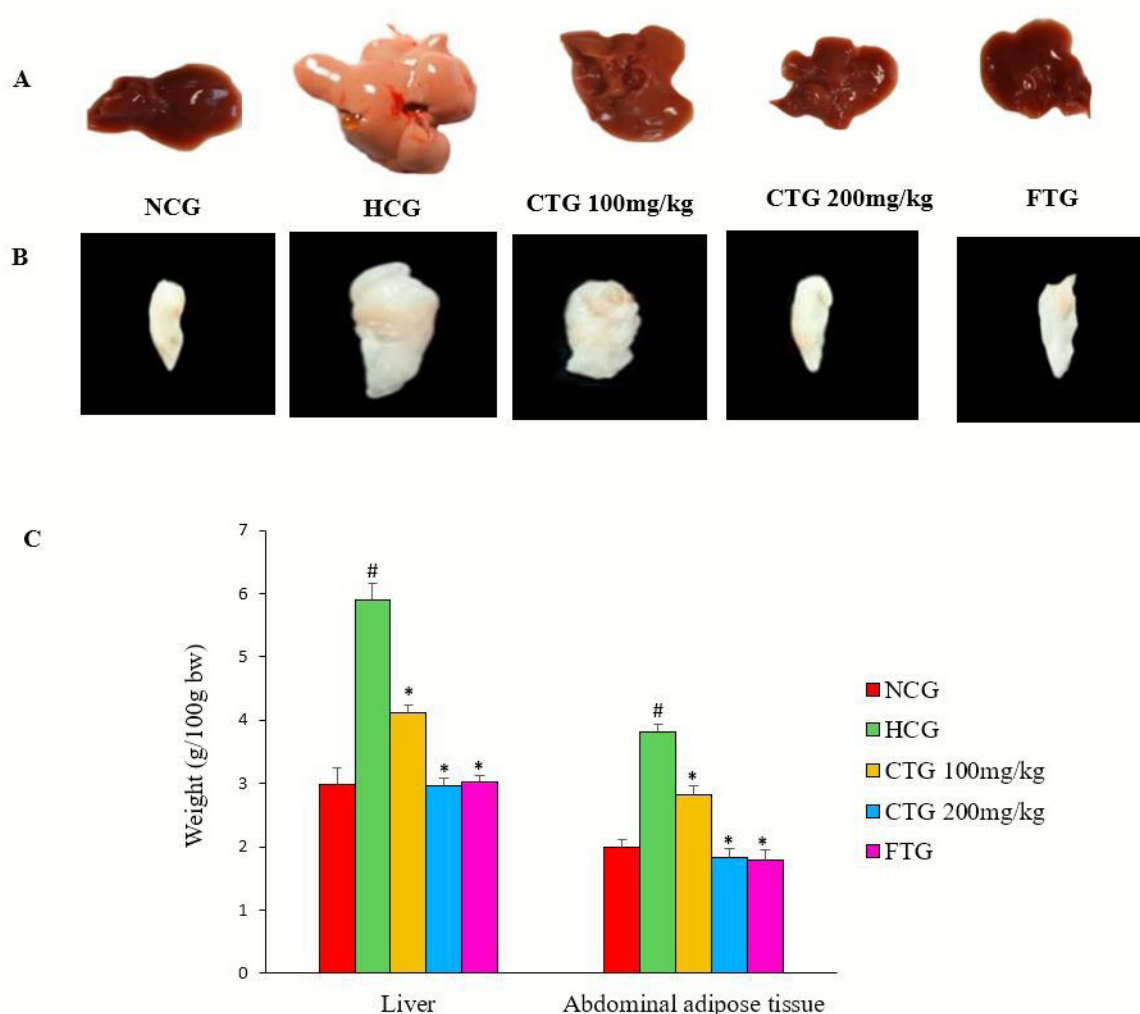 A
NCG
HCG
CTG 100mg/kg
CTG 200mg/kg
FTG
B
C
Weight (g/100g bw)
7
6
5
4
3
2
1
0
#
*
*
*
#
*
*
*
Liver
Abdominal adipose tissue
NCG
HCG
CTG 100mg/kg
CTG 200mg/kg
FTG